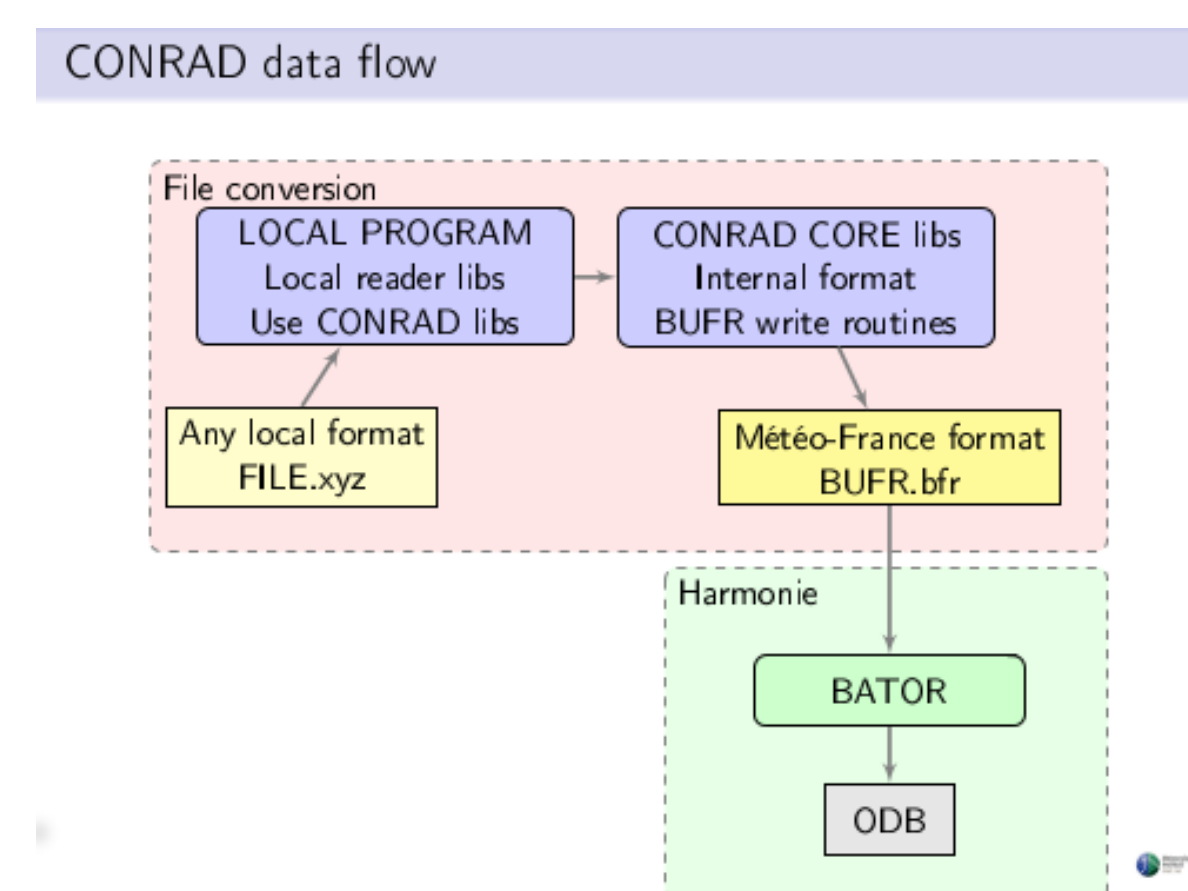 CONRAD data flow
File conversion
LOCAL PROGRAM
Local reader libs
Use CONRAD libs
CONRAD CORE libs
Internal format
BUFR write routines
Any local format
FILE.xyz
Météo-France format
BUFR.bfr
Harmonie
BATOR
ODB